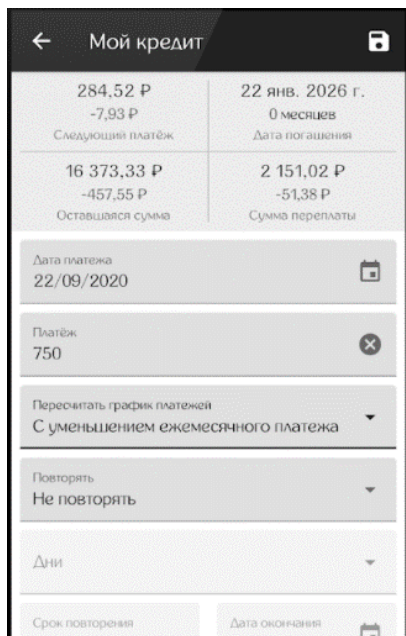 Мой кредит
284,52 ₽
-7,93 ₽
Следующий платёж
22 янв. 2026 г.
0 месяцев
Дата погашения
16 373,33 ₽
-457,55 ₽
Оставшаяся сумма
2 151,02 ₽
-51,38 ₽
Сумма переплаты
Дата платежа
22/09/2020
Платёж
750
Пересчитать график платежей
С уменьшением ежемесячного платежа
Повторять
Не повторять
Дни
Срок повторения
Дата окончания